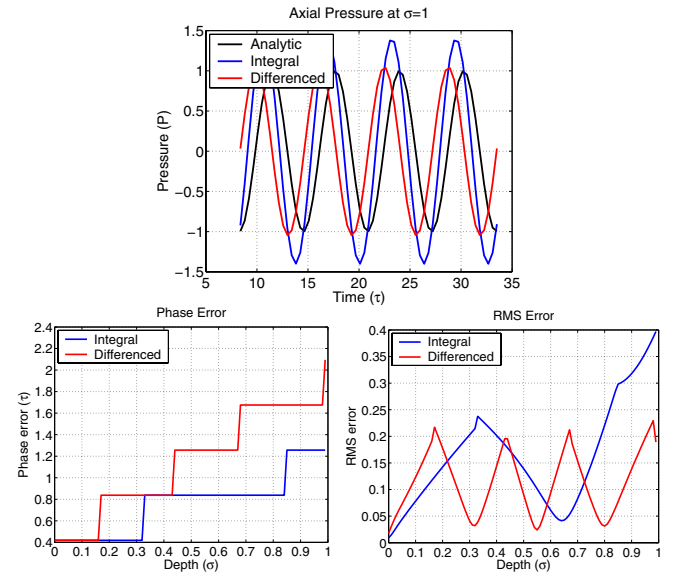 Axial Pressure at σ=1
1.5
1
0.5
0
−0.5
−1
−1.5
Pressure (P)
Analytic
Integral
Differenced
5 10 15 20 25 30 35
Time (τ)
Phase Error
2.4
2.2
2
1.8
1.6
1.4
1.2
1
0.8
0.6
0.4
Phase error (τ)
Integral
Differenced
0 0.1 0.2 0.3 0.4 0.5 0.6 0.7 0.8 0.9 1
Depth (σ)
RMS Error
0.4
0.35
0.3
0.25
0.2
0.15
0.1
0.05
0
RMS error
Integral
Differenced
0 0.1 0.2 0.3 0.4 0.5 0.6 0.7 0.8 0.9 1
Depth (σ)